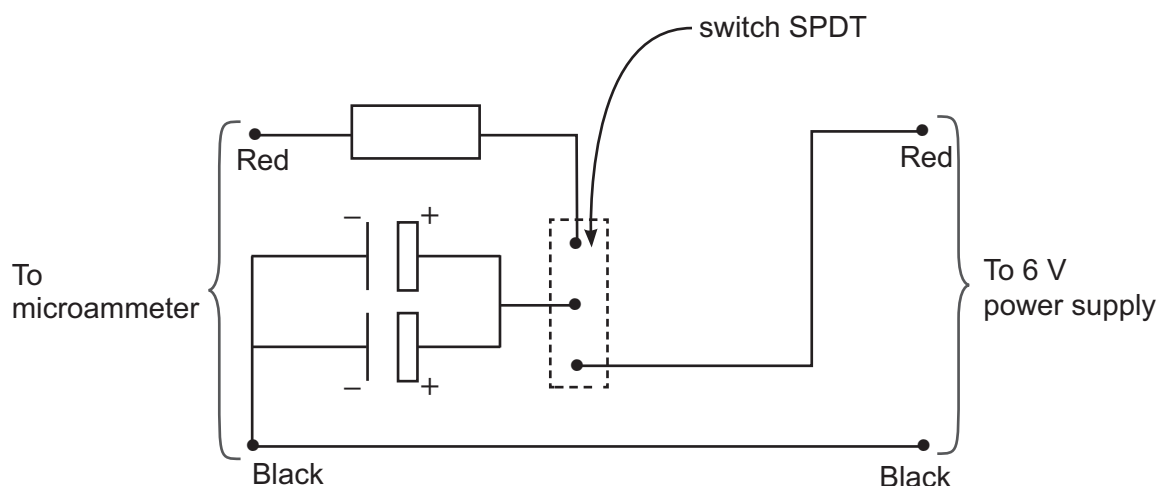 switch SPDT
Red
Red
–
+
To
microammeter
To 6 V
power supply
–
+
Black
Black